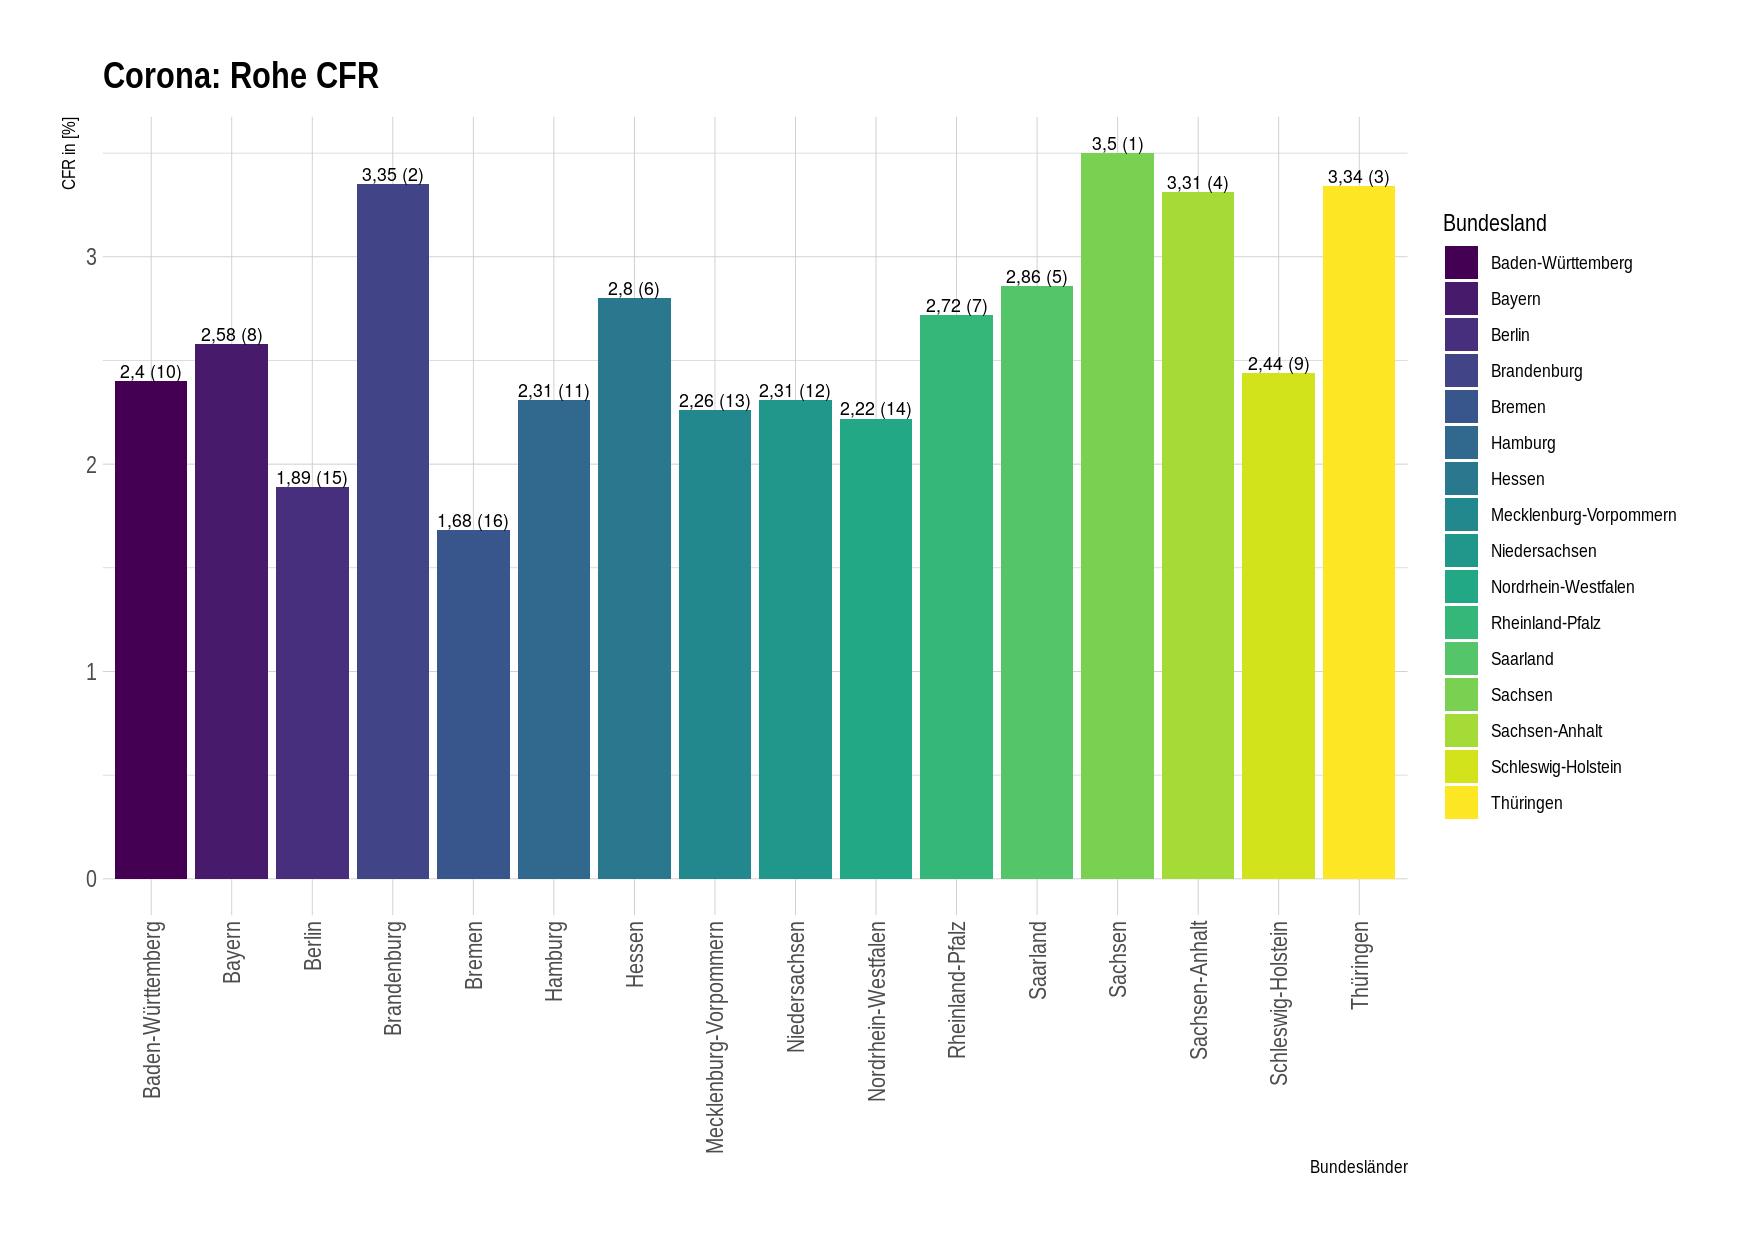 Corona: Rohe CFR
CFR in [%]
3
2
1
0
2,4 (10)
2,58 (8)
1,89 (15)
3,35 (2)
1,68 (16)
2,31 (11)
2,8 (6)
2,26 (13)
2,31 (12)
2,22 (14)
2,72 (7)
2,86 (5)
3,5 (1)
3,31 (4)
2,44 (9)
3,34 (3)
Baden-Württemberg
Bayern
Berlin
Brandenburg
Bremen
Hamburg
Hessen
Mecklenburg-Vorpommern
Niedersachsen
Nordrhein-Westfalen
Rheinland-Pfalz
Saarland
Sachsen
Sachsen-Anhalt
Schleswig-Holstein
Thüringen
Bundesländer
Bundesland
Baden-Württemberg
Bayern
Berlin
Brandenburg
Bremen
Hamburg
Hessen
Mecklenburg-Vorpommern
Niedersachsen
Nordrhein-Westfalen
Rheinland-Pfalz
Saarland
Sachsen
Sachsen-Anhalt
Schleswig-Holstein
Thüringen